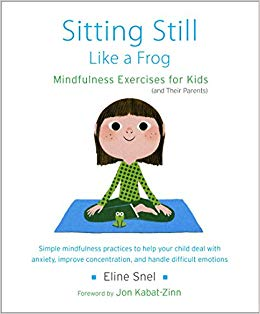 Sitting Still
Like a Frog
Mindfulness Exercises for Kids
(and Their Parents)
Simple mindfulness practices to help your child deal with
anxiety, improve concentration, and handle difficult emotions
Eline Snel
Foreword by Jon Kabat-Zinn